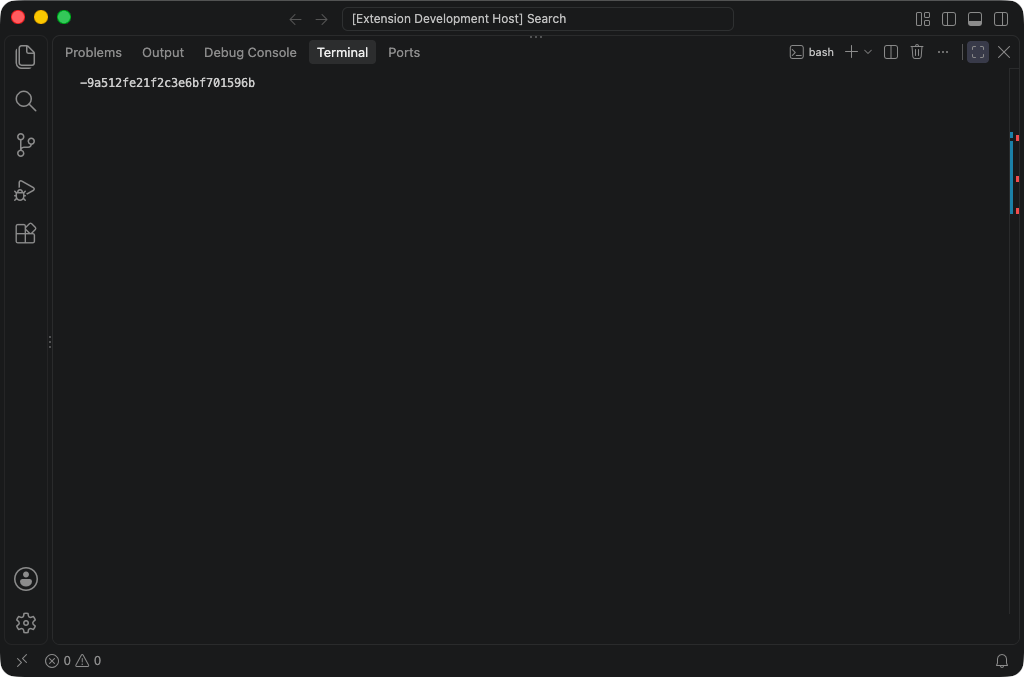 [Extension Development Host] Search
Problems Output Debug Console Terminal Ports
bash
—9a512fe21f2c3e6bf701596b
0 0